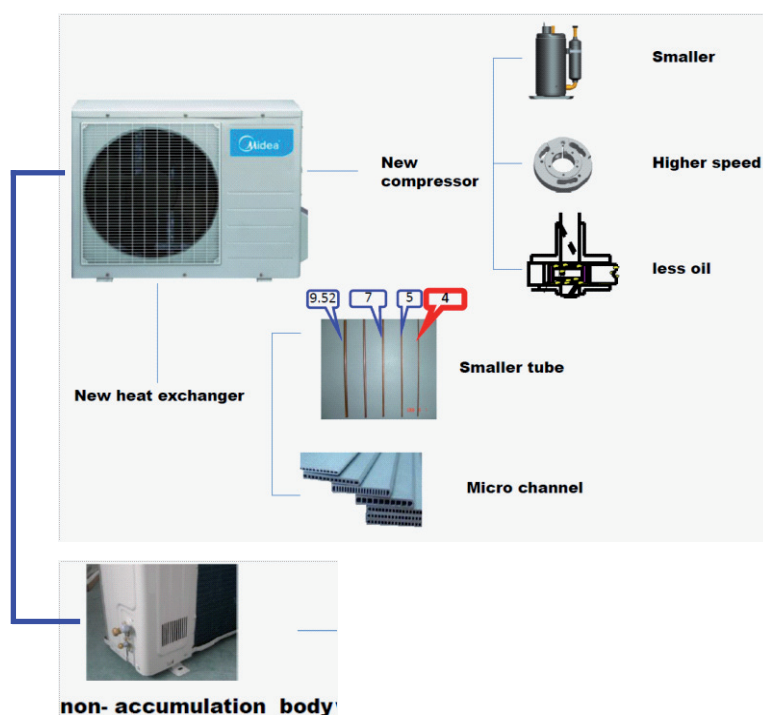 Smaller
Midea
New
compressor
Higher speed
less oil
9.52 7 5 4
Smaller tube
New heat exchanger
Micro channel
non- accumulation body